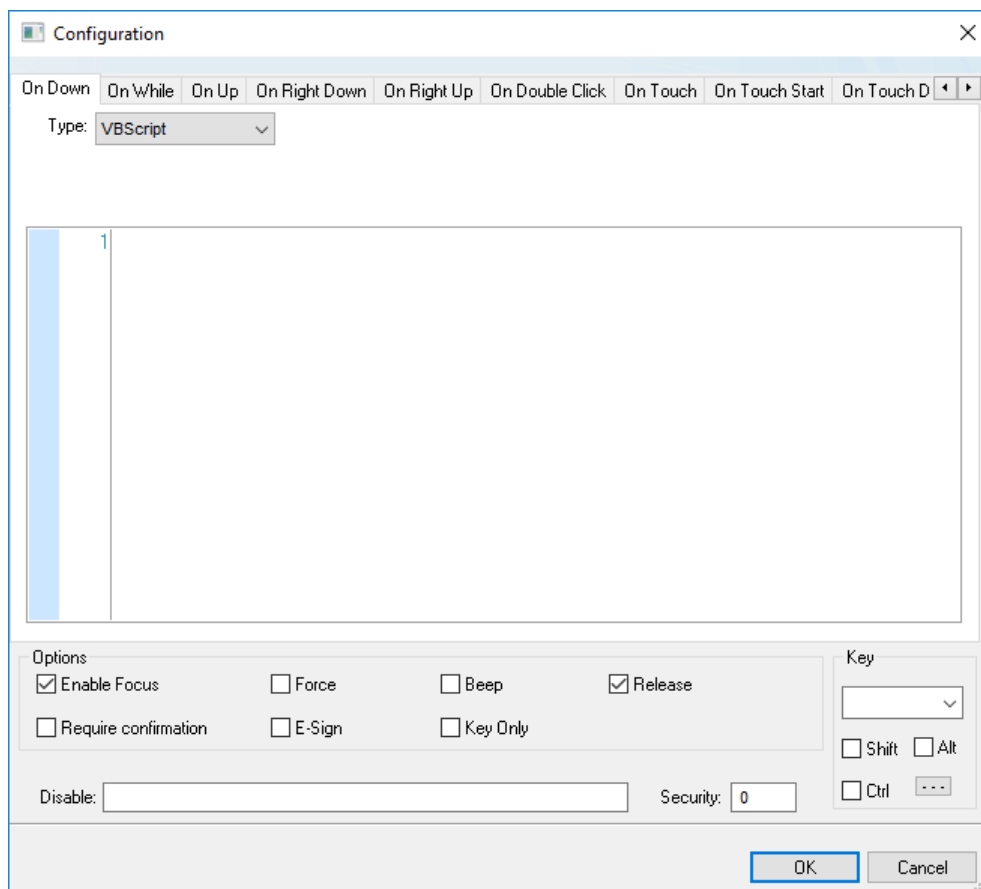 Configuration
On Down On While On Up On Right Down On Right Up On Double Click On Touch On Touch Start On Touch D
Type: VBScript
1
Options Key
Enable Focus Force Beep Release
Require confirmation E-Sign Key Only
Shift Alt
Disable: Security: 0 Ctrl ...
OK Cancel